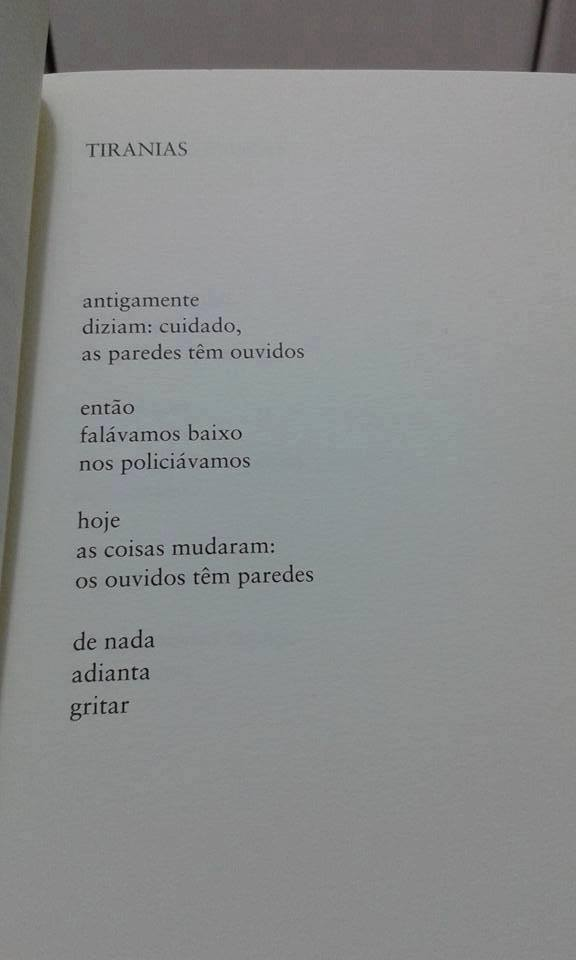 TIRANIAS
antigamente
diziam: cuidado,
as paredes têm ouvidos
então
falávamos baixo
nos policiávamos
hoje
as coisas mudaram:
os ouvidos têm paredes
de nada
adianta
gritar